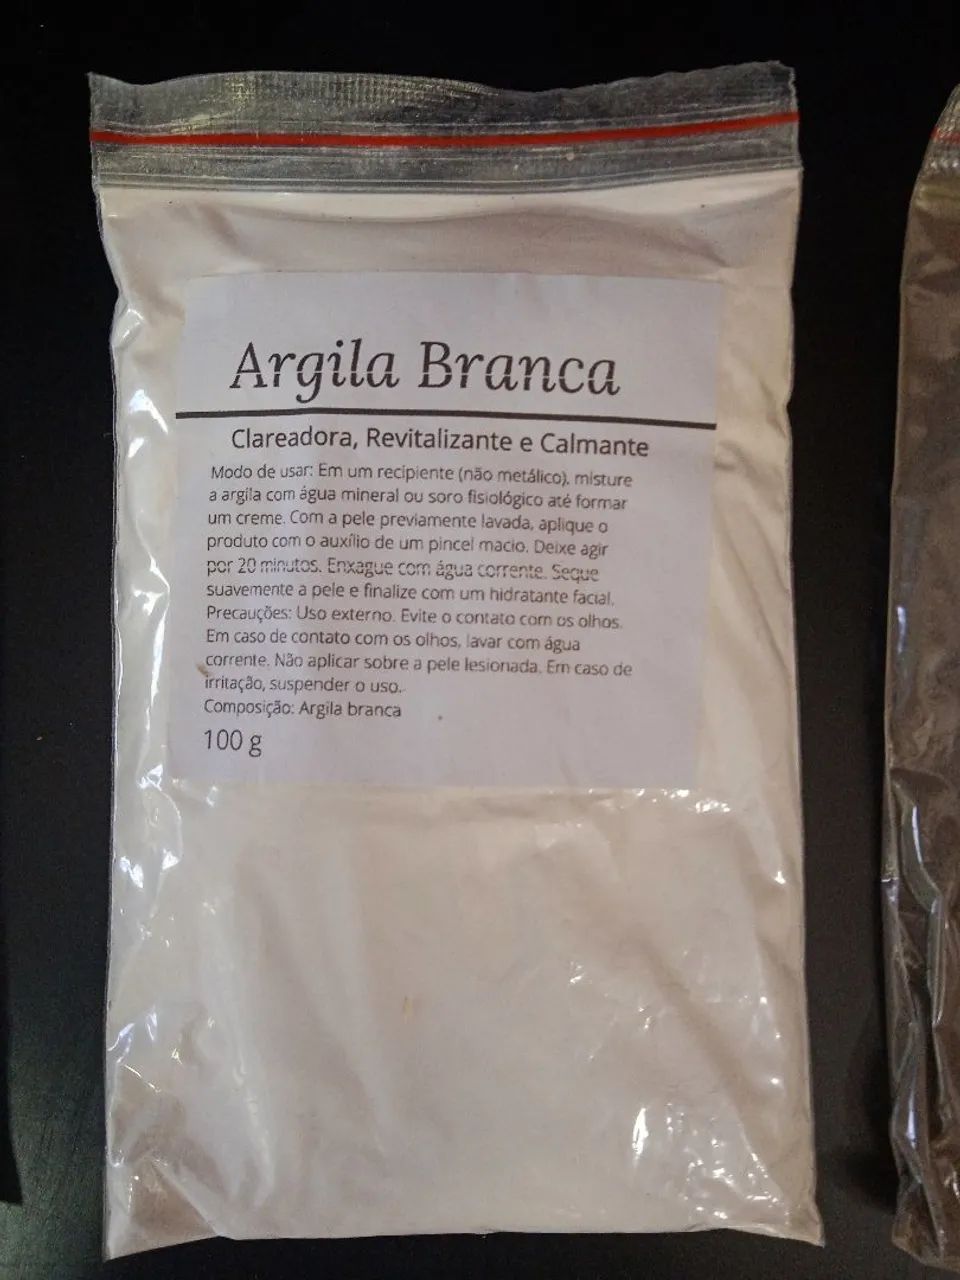 Argila Branca
Clareadora, Revitalizante e Calmante
Modo de usar: Em um recipiente (não metálico), misture
a argila com água mineral ou soro fisiológico até formar
um creme. Com a pele previamente lavada, aplique o
produto com o auxílio de um pincel macio. Deixe agir
por 20 minutos. Enxague com água corrente. Seque
suavemente a pele e finalize com um hidratante facial.
Precauções: Uso externo. Evite o contato com os olhos.
Em caso de contato com os olhos, lavar com água
corrente. Não aplicar sobre a pele lesionada. Em caso de
irritação, suspender o uso.
Composição: Argila branca
100 g